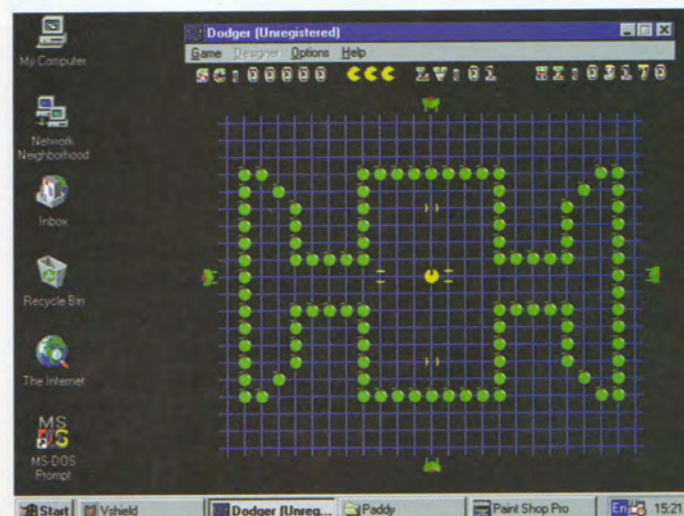 My Computer
Network
Neighborhood
Inbox
Recycle Bin
The Internet
MS
DOS
MS-DOS
Prompt
Dodger (Unregistered)
Game Designer Options Help
SC:00000 LV:01 HI:03170
Start Vshield Dodger (Unreg... Paddy Paint Shop Pro En 15:21